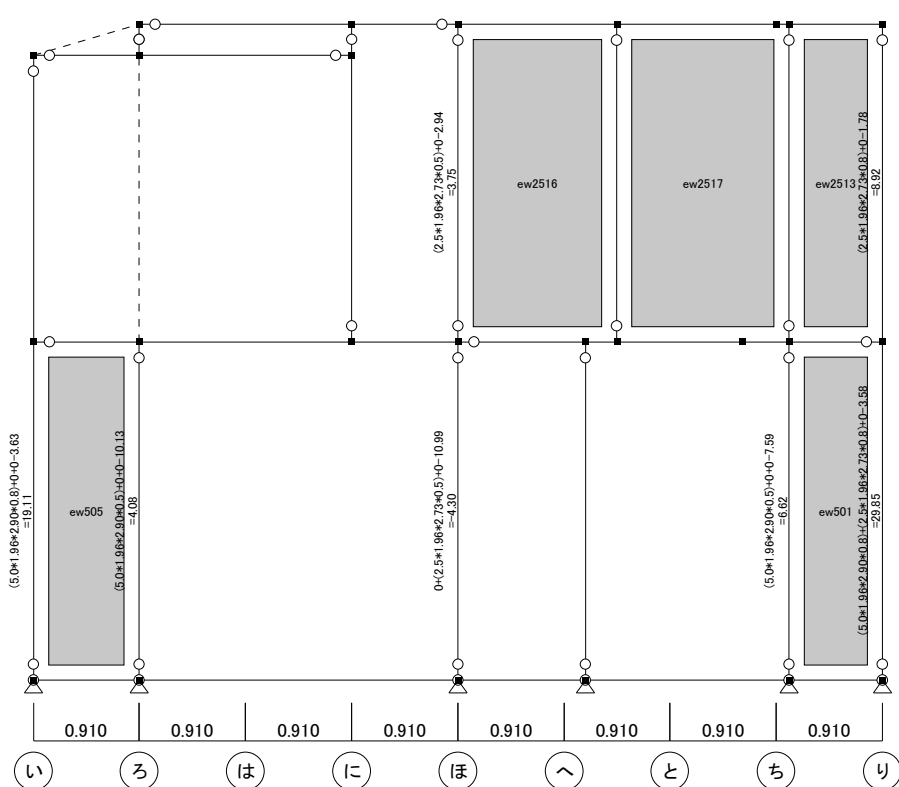 (2.5*1.96*2.73*0.5)+0-2.94
=3.75
ew2516
ew2517
ew2513
(2.5*1.96*2.73*0.8)+0-1.78
=8.92
(5.0*1.96*2.90*0.8)+0+0-3.63
=19.11
ew505
(5.0*1.96*2.90*0.5)+0+0-10.13
=4.08
0+(2.5*1.96*2.73*0.5)+0-10.99
=-4.30
(5.0*1.96*2.90*0.5)+0+0-7.59
=6.62
ew501
(5.0*1.96*2.90*0.8)+(2.5*1.96*2.73*0.8)+0-3.58
=29.85
0.910 0.910 0.910 0.910 0.910 0.910 0.910 0.910
い ろ は に ほ へ と ち り